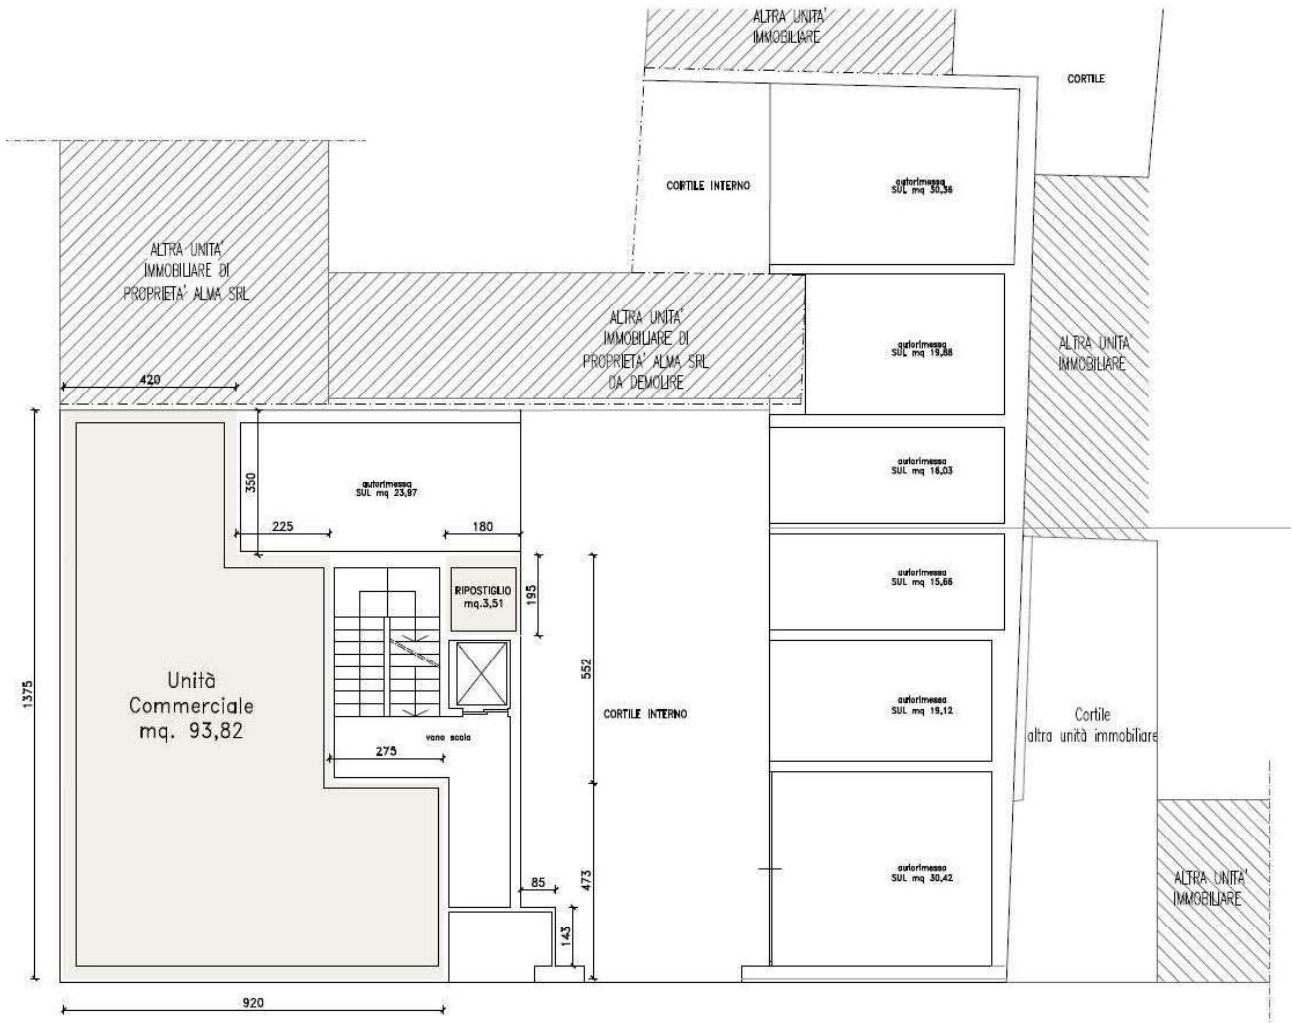 ALTRA UNITA'
IMMOBILIARE
CORTILE
CORTILE INTERNO
autorimessa
SUL mq 30,36
ALTRA UNITA'
IMMOBILIARE DI
PROPRIETA' ALMA SRL
ALTRA UNITA'
IMMOBILIARE DI
PROPRIETA' ALMA SRL
DA DEMOLIRE
autorimessa
SUL mq 19,88
ALTRA UNITA'
IMMOBILIARE
420
350
autorimessa
SUL mq 23,97
autorimessa
SUL mq 16,03
225
180
195
RIPOSTIGLIO
mq.3,51
autorimessa
SUL mq 15,66
1375
Unità
Commerciale
mq. 93,82
552
CORTILE INTERNO
autorimessa
SUL mq 19,12
Cortile
altra unità immobiliare
vano scala
275
473
85
143
autorimessa
SUL mq 30,42
ALTRA UNITA'
IMMOBILIARE
920